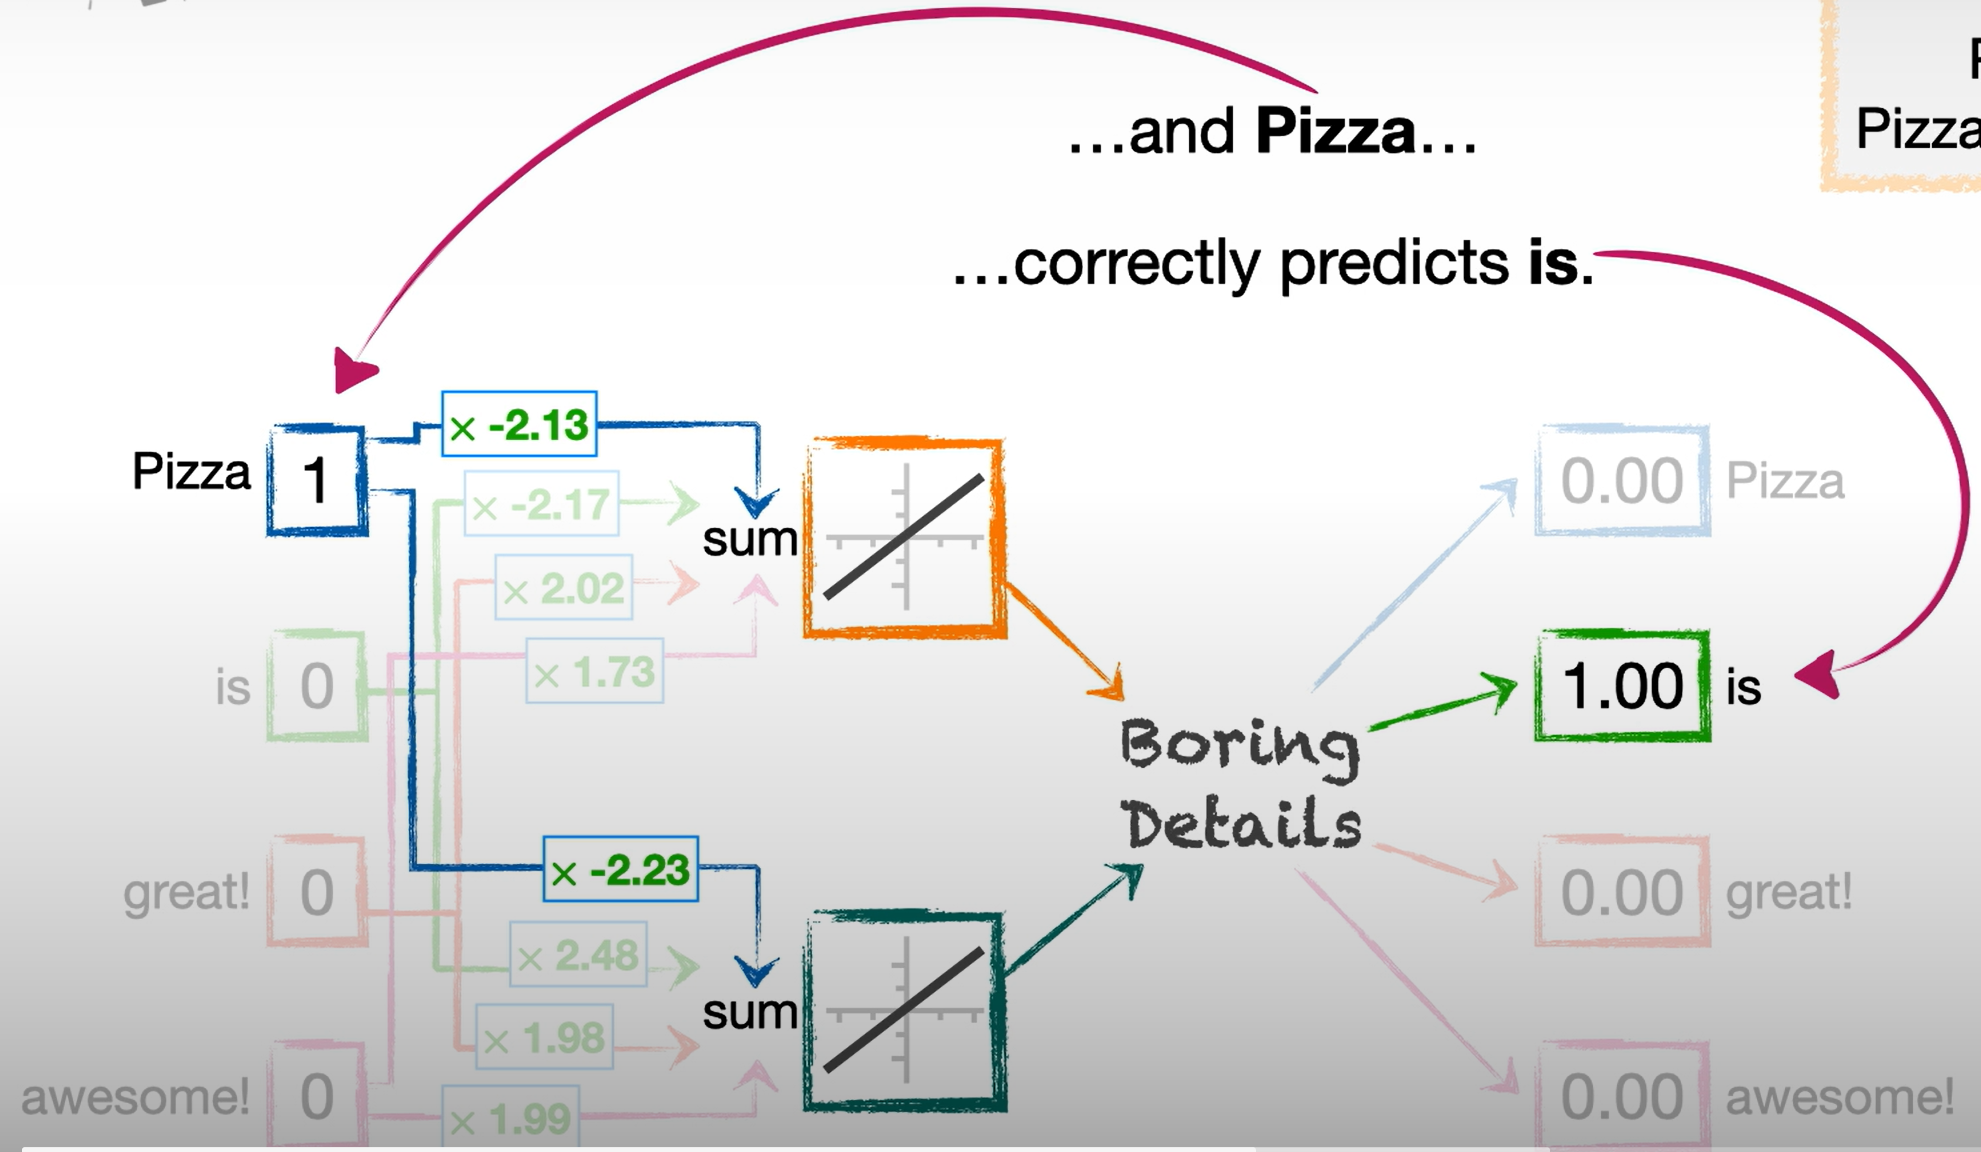 ...and Pizza...
Pizza
...correctly predicts is.
× -2.13
Pizza 1
× -2.17
0.00 Pizza
sum
× 2.02
× 1.73
is 0
1.00 is
Boring
Details
× -2.23
great! 0
0.00 great!
× 2.48
sum
× 1.98
awesome! 0
0.00 awesome!
× 1.99